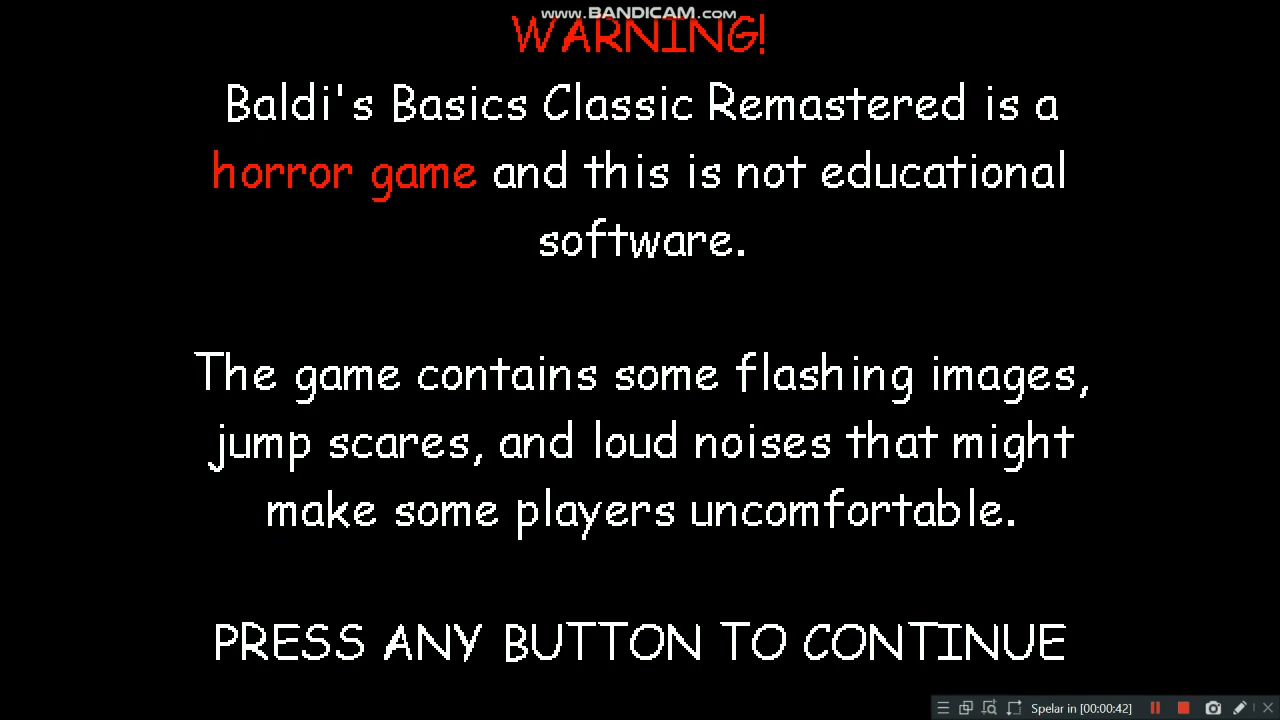 www.BANDICAM.com
WARNING!
Baldi's Basics Classic Remastered is a
horror game and this is not educational
software.
The game contains some flashing images,
jump scares, and loud noises that might
make some players uncomfortable.
PRESS ANY BUTTON TO CONTINUE
Spelar in [00:00:42]